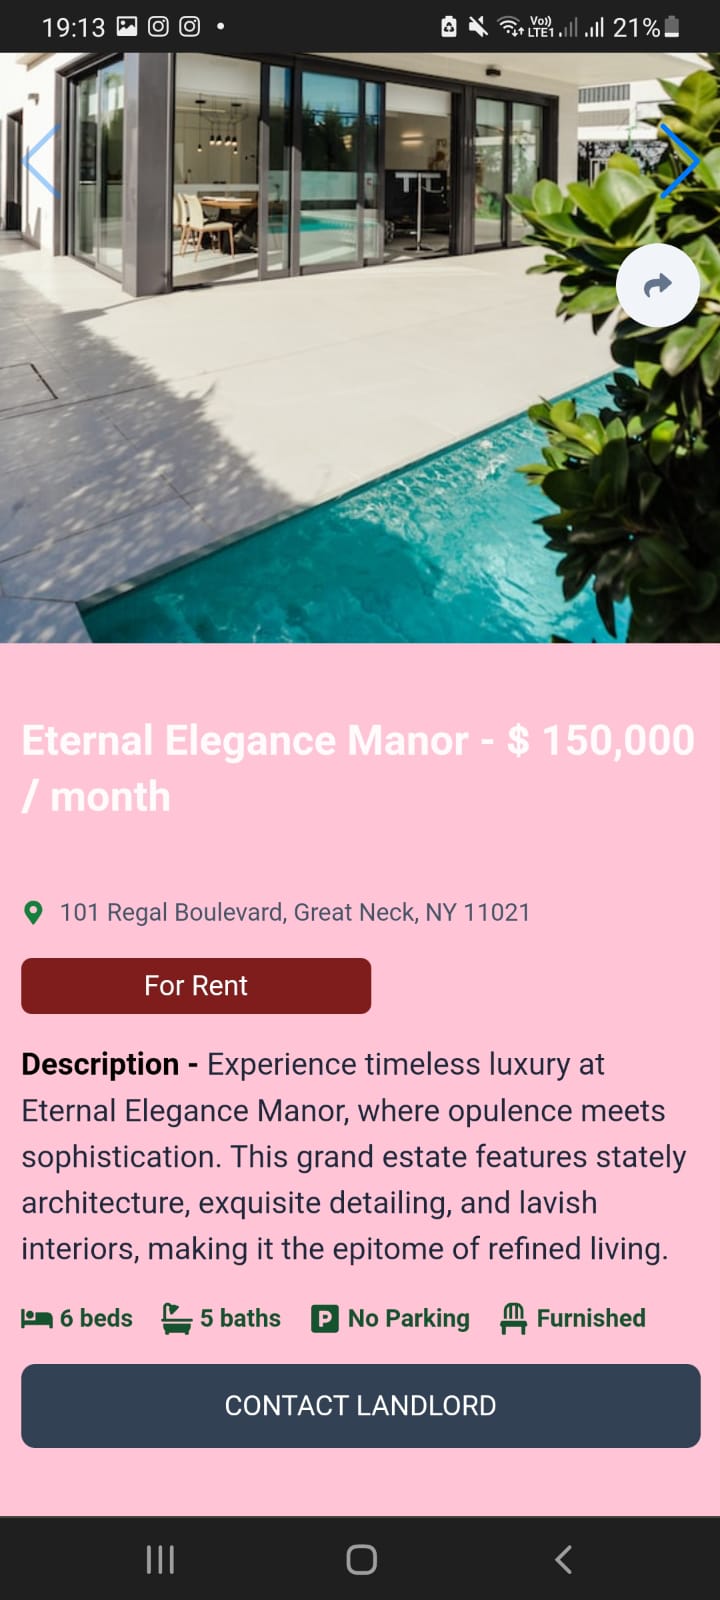 19:13
Vo))
LTE1
21%
Eternal Elegance Manor - $ 150,000
/ month
101 Regal Boulevard, Great Neck, NY 11021
For Rent
Description - Experience timeless luxury at
Eternal Elegance Manor, where opulence meets
sophistication. This grand estate features stately
architecture, exquisite detailing, and lavish
interiors, making it the epitome of refined living.
6 beds 5 baths P No Parking Furnished
CONTACT LANDLORD